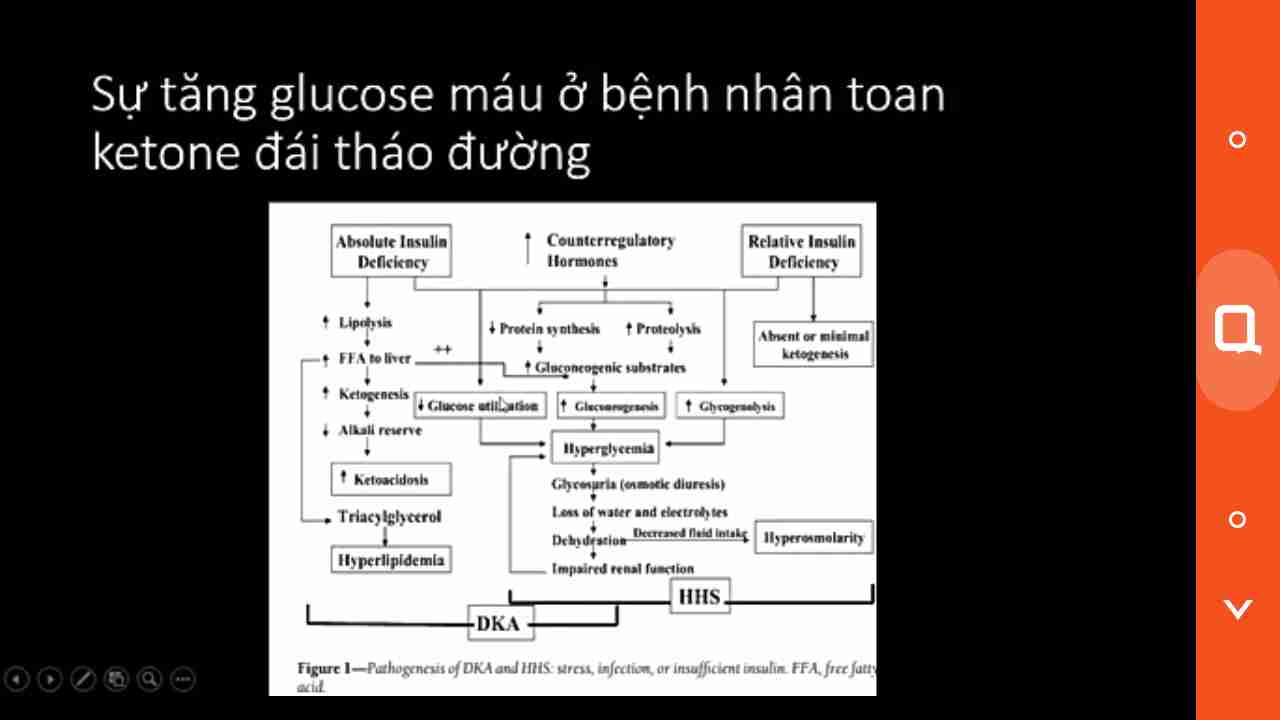 Sự tăng glucose máu ở bệnh nhân toan
ketone đái tháo đường
Absolute Insulin
Deficiency
↑ Counterregulatory
Hormones
Relative Insulin
Deficiency
↑ Lipolysis
↓ Protein synthesis
↑ Proteolysis
Absent or minimal
ketogenesis
++
↑ FFA to liver
↑ Gluconeogenic substrates
↑ Ketogenesis
↓ Glucose utilization
↑ Gluconeogenesis
↑ Glycogenolysis
↓ Alkali reserve
Hyperglycemia
↑ Ketoacidosis
Glycosuria (osmotic diuresis)
Loss of water and electrolytes
Triacylglycerol
Dehydration
Decreased fluid intake
Hyperosmolarity
Hyperlipidemia
Impaired renal function
HHS
DKA
Figure 1—Pathogenesis of DKA and HHS: stress, infection, or insufficient insulin. FFA, free fatty
acid.